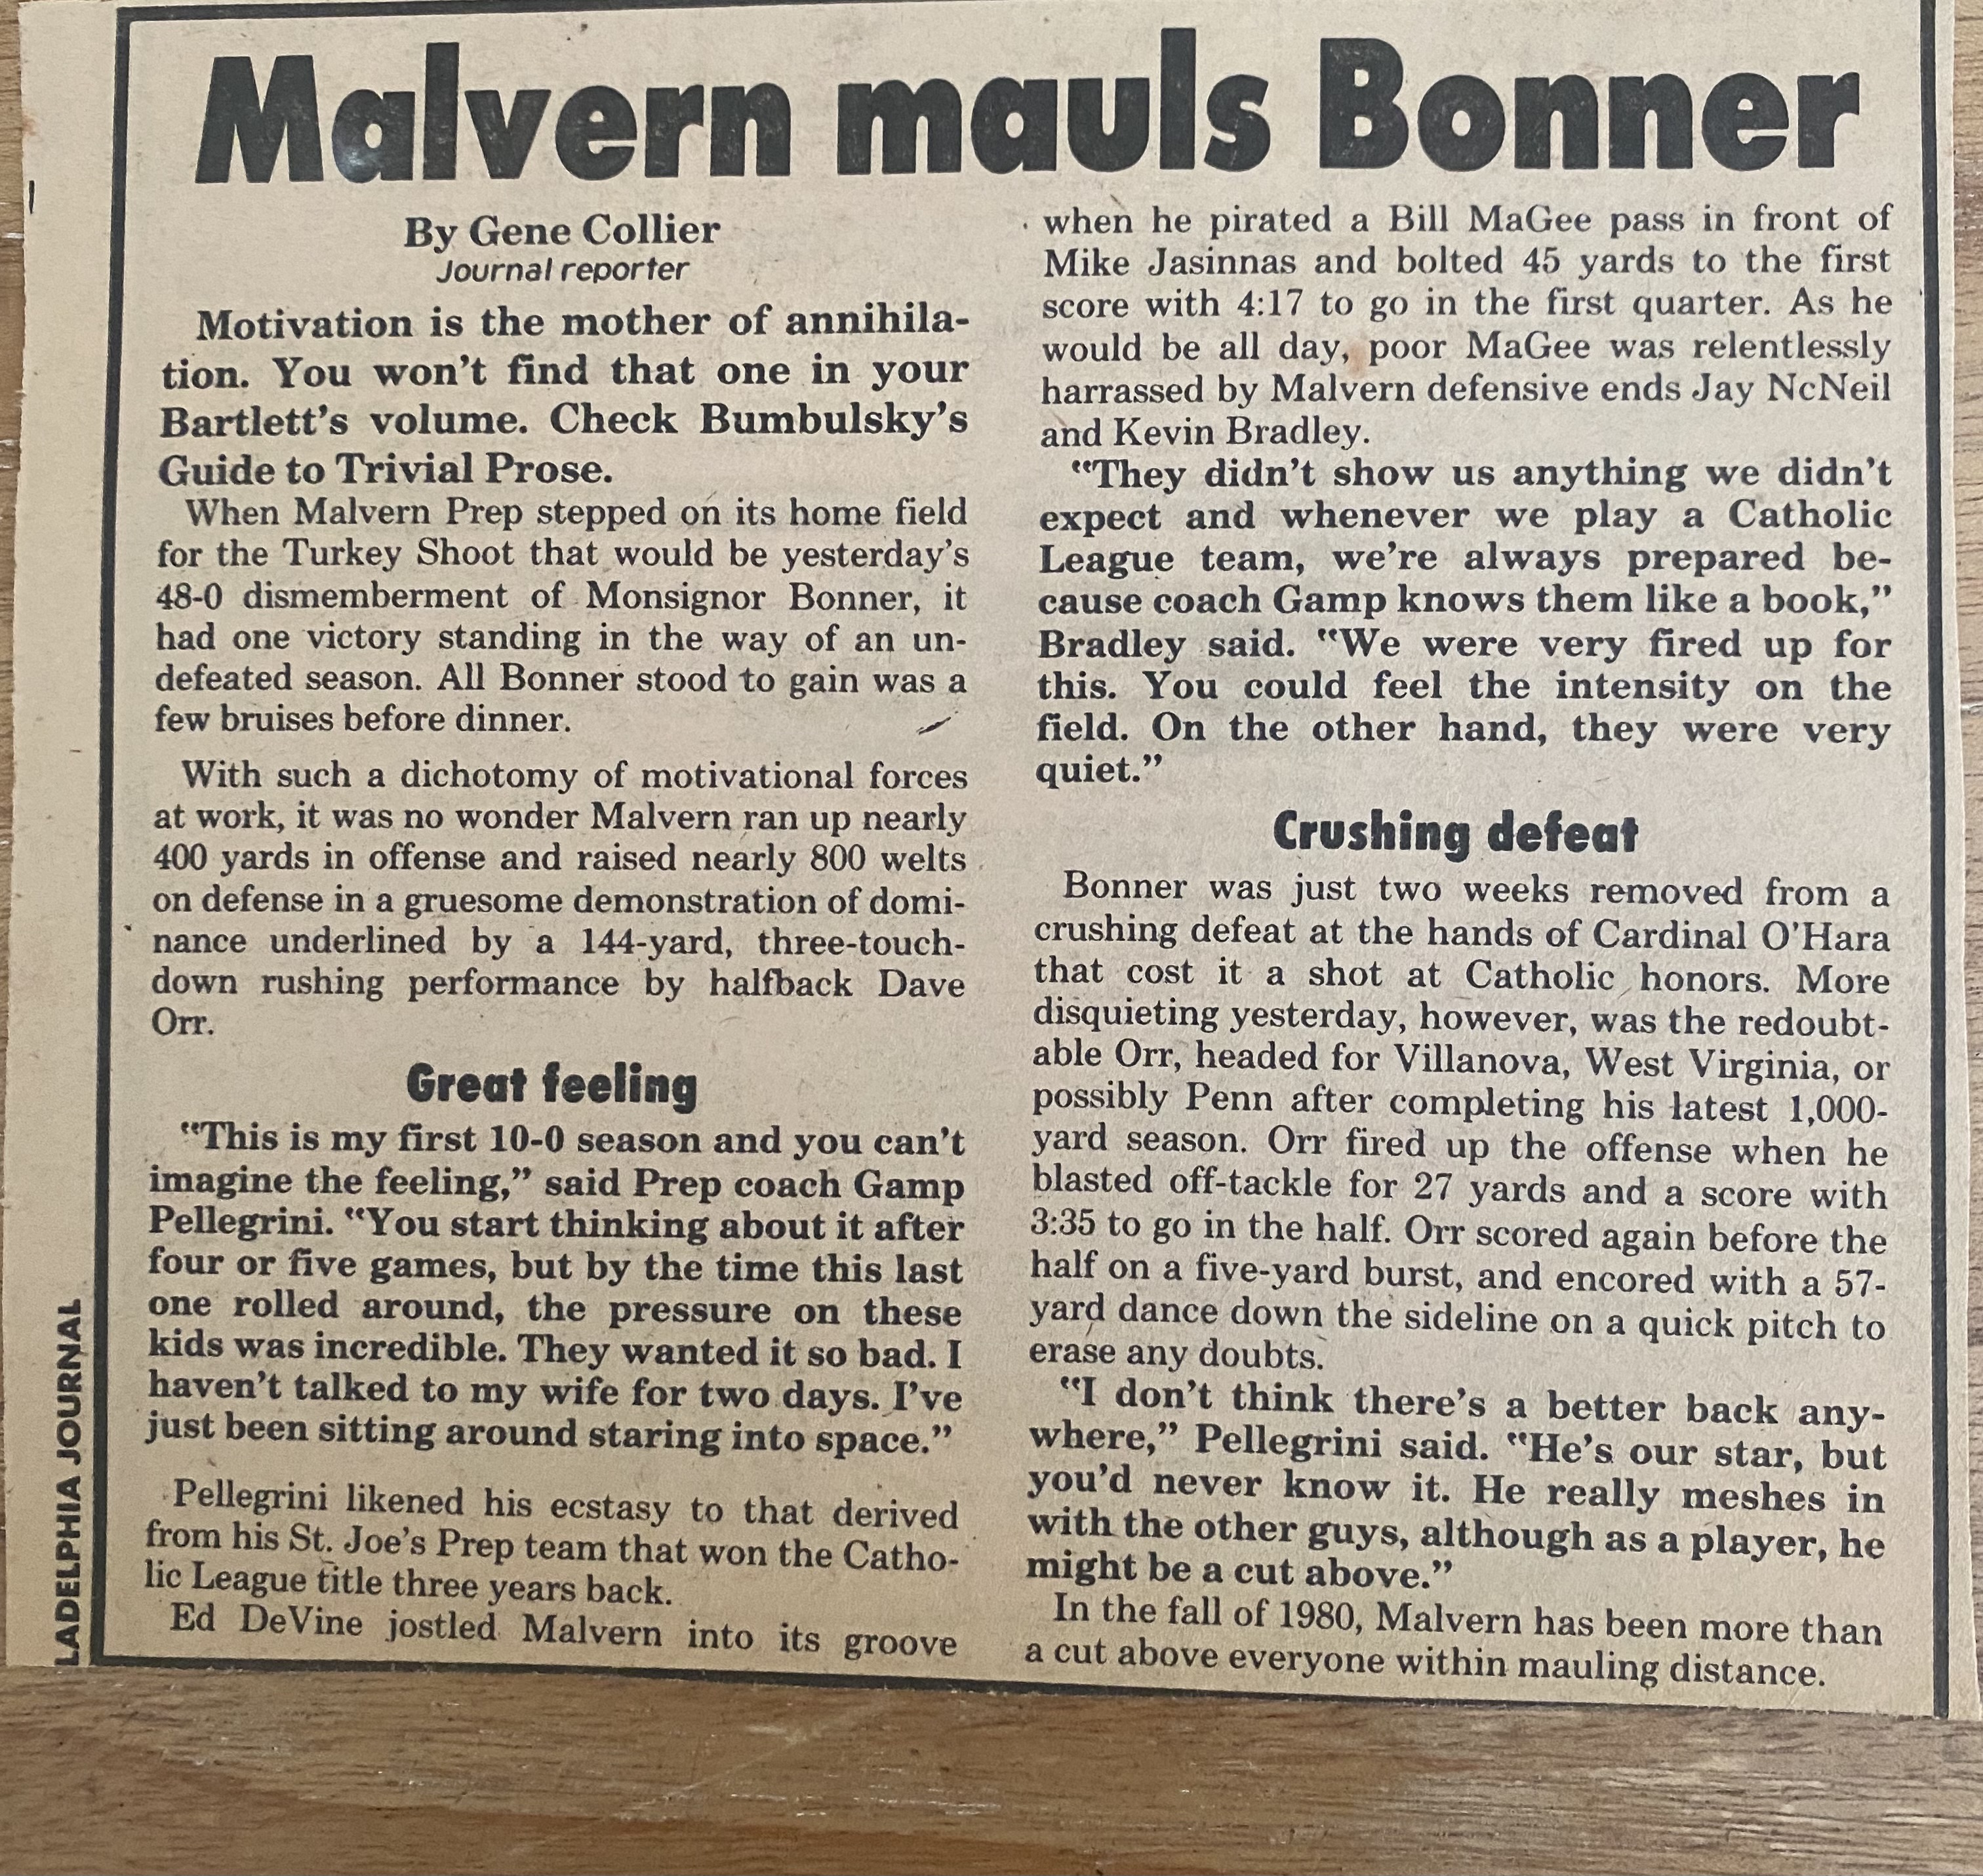 Malvern mauls Bonner
By Gene Collier
Journal reporter
Motivation is the mother of annihila-
tion. You won't find that one in your
Bartlett's volume. Check Bumbulsky's
Guide to Trivial Prose.
When Malvern Prep stepped on its home field
for the Turkey Shoot that would be yesterday's
48-0 dismemberment of Monsignor Bonner, it
had one victory standing in the way of an un-
defeated season. All Bonner stood to gain was a
few bruises before dinner.
With such a dichotomy of motivational forces
at work, it was no wonder Malvern ran up nearly
400 yards in offense and raised nearly 800 welts
on defense in a gruesome demonstration of domi-
nance underlined by a 144-yard, three-touch-
down rushing performance by halfback Dave
Orr.
Great feeling
"This is my first 10-0 season and you can't
imagine the feeling," said Prep coach Gamp
Pellegrini. "You start thinking about it after
four or five games, but by the time this last
one rolled around, the pressure on these
kids was incredible. They wanted it so bad. I
haven't talked to my wife for two days. I've
just been sitting around staring into space."
Pellegrini likened his ecstasy to that derived
from his St. Joe's Prep team that won the Catho-
lic League title three years back.
Ed DeVine jostled Malvern into its groove
when he pirated a Bill MaGee pass in front of
Mike Jasinnas and bolted 45 yards to the first
score with 4:17 to go in the first quarter. As he
would be all day, poor MaGee was relentlessly
harrassed by Malvern defensive ends Jay NcNeil
and Kevin Bradley.
"They didn't show us anything we didn't
expect and whenever we play a Catholic
League team, we're always prepared be-
cause coach Gamp knows them like a book,"
Bradley said. "We were very fired up for
this. You could feel the intensity on the
field. On the other hand, they were very
quiet."
Crushing defeat
Bonner was just two weeks removed from a
crushing defeat at the hands of Cardinal O'Hara
that cost it a shot at Catholic honors. More
disquieting yesterday, however, was the redoubt-
able Orr, headed for Villanova, West Virginia, or
possibly Penn after completing his latest 1,000-
yard season. Orr fired up the offense when he
blasted off-tackle for 27 yards and a score with
3:35 to go in the half. Orr scored again before the
half on a five-yard burst, and encored with a 57-
yard dance down the sideline on a quick pitch to
erase any doubts.
"I don't think there's a better back any-
where," Pellegrini said. "He's our star, but
you'd never know it. He really meshes in
with the other guys, although as a player, he
might be a cut above."
In the fall of 1980, Malvern has been more than
a cut above everyone within mauling distance.
LADELPHIA JOURNAL